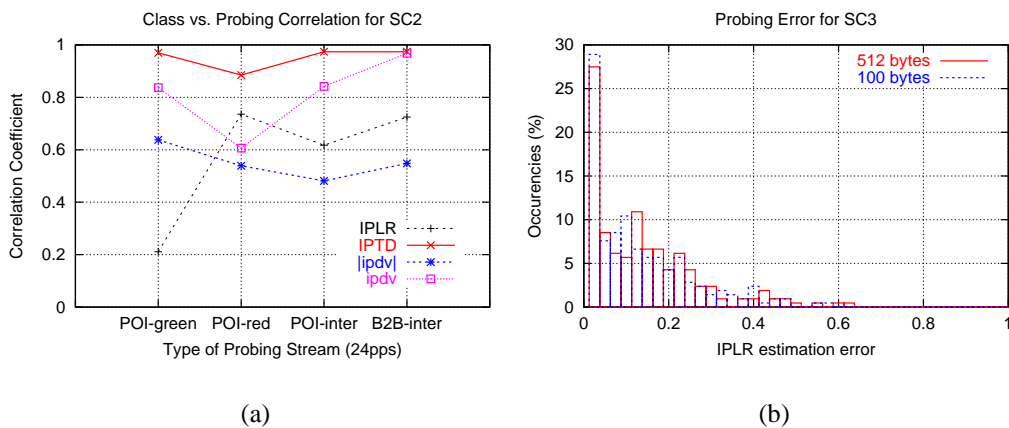 Class vs. Probing Correlation for SC2
1
0.8
0.6
0.4
0.2
0
Correlation Coefficient
IPLR
IPTD
|ipdv|
ipdv
POI-green POI-red POI-inter B2B-inter
Type of Probing Stream (24pps)
(a)
Probing Error for SC3
30
25
20
15
10
5
0
Occurencies (%)
512 bytes
100 bytes
0 0.2 0.4 0.6 0.8 1
IPLR estimation error
(b)